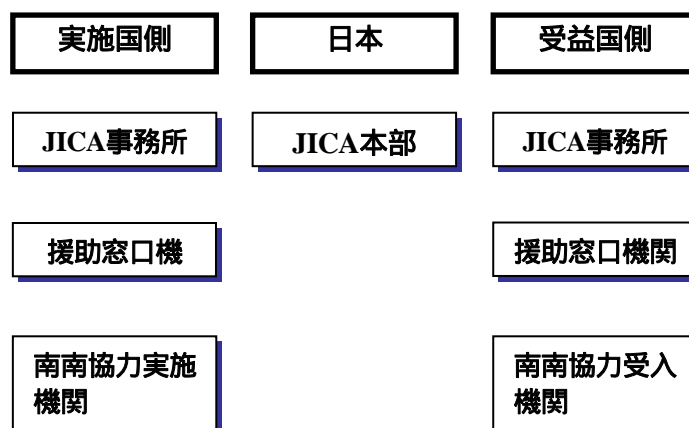 実施国側 日本 受益国側
JICA事務所 JICA本部 JICA事務所
援助窓口機 援助窓口機関
南南協力実施 南南協力受入
機関 機関